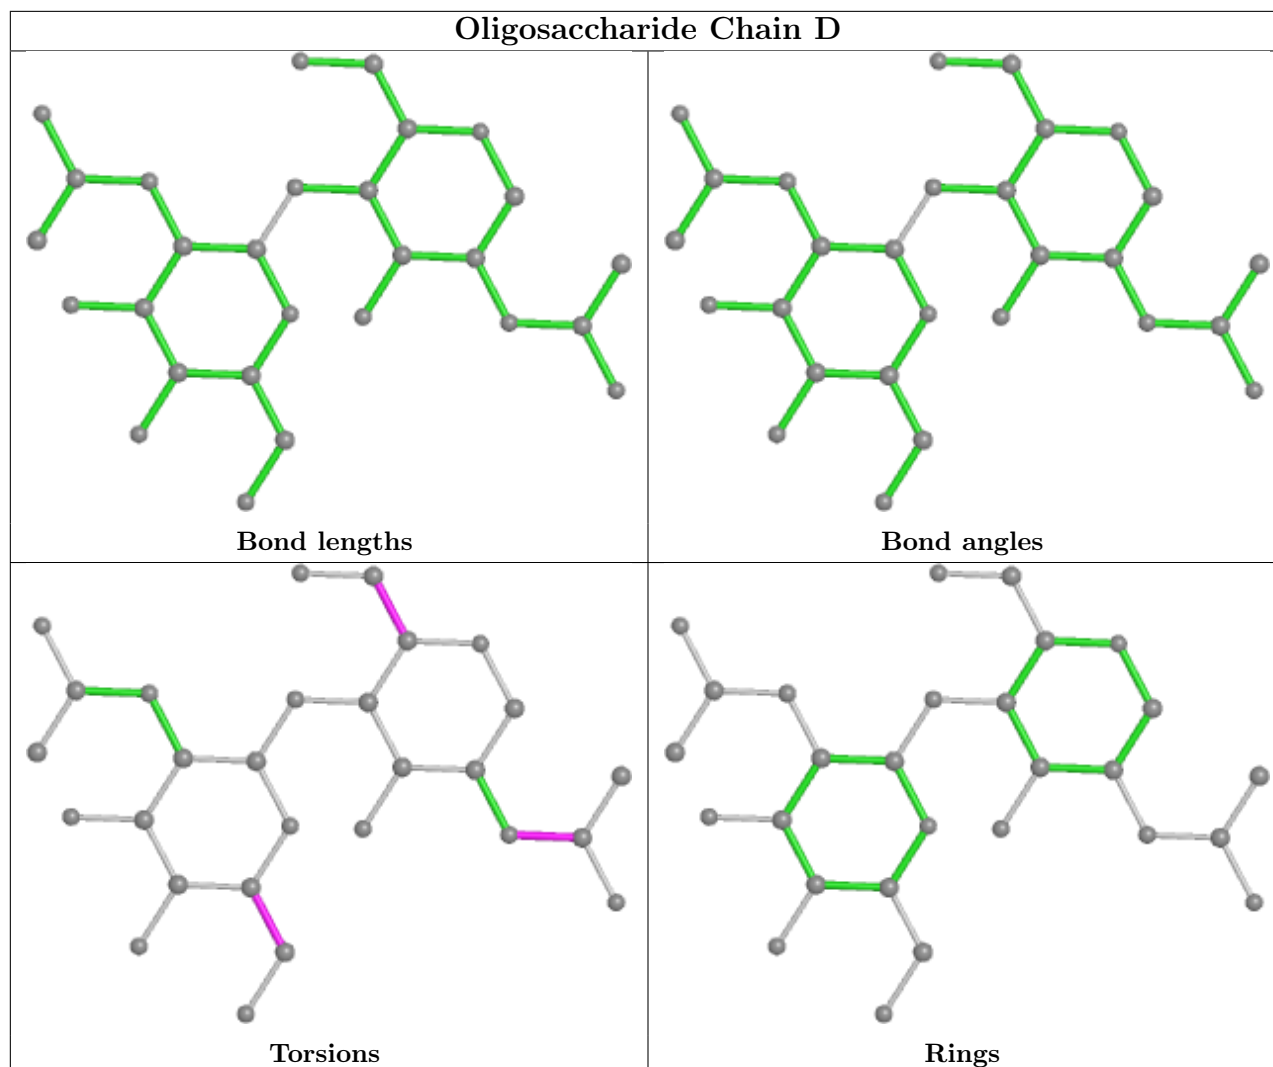 Oligosaccharide Chain D
Bond lengths
Bond angles
Torsions
Rings